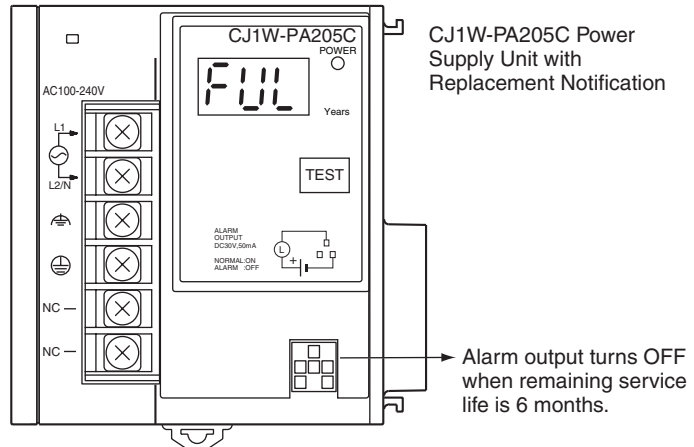 CJ1W-PA205C
POWER
FUL
Years
AC100-240V
L1
L2/N
NC
NC
TEST
ALARM
OUTPUT
DC30V,50mA
NORMAL:ON
ALARM :OFF
L
+
CJ1W-PA205C Power
Supply Unit with
Replacement Notification
Alarm output turns OFF
when remaining service
life is 6 months.